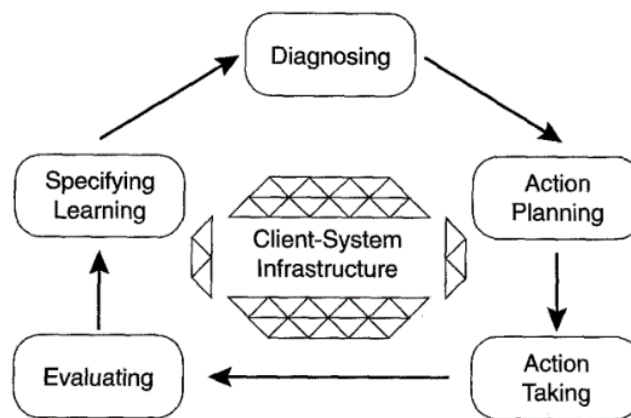 Diagnosing
Specifying
Learning
Action
Planning
Client-System
Infrastructure
Evaluating
Action
Taking